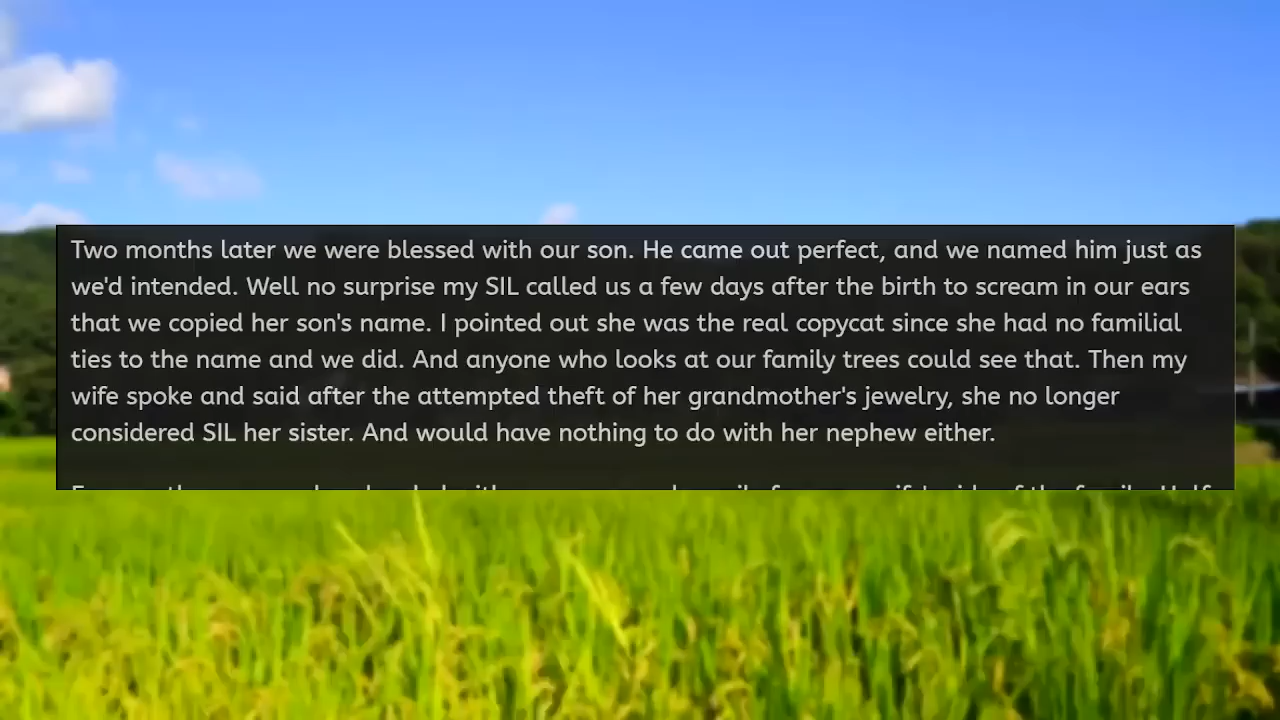 Two months later we were blessed with our son. He came out perfect, and we named him just as
we'd intended. Well no surprise my SIL called us a few days after the birth to scream in our ears
that we copied her son's name. I pointed out she was the real copycat since she had no familial
ties to the name and we did. And anyone who looks at our family trees could see that. Then my
wife spoke and said after the attempted theft of her grandmother's jewelry, she no longer
considered SIL her sister. And would have nothing to do with her nephew either.